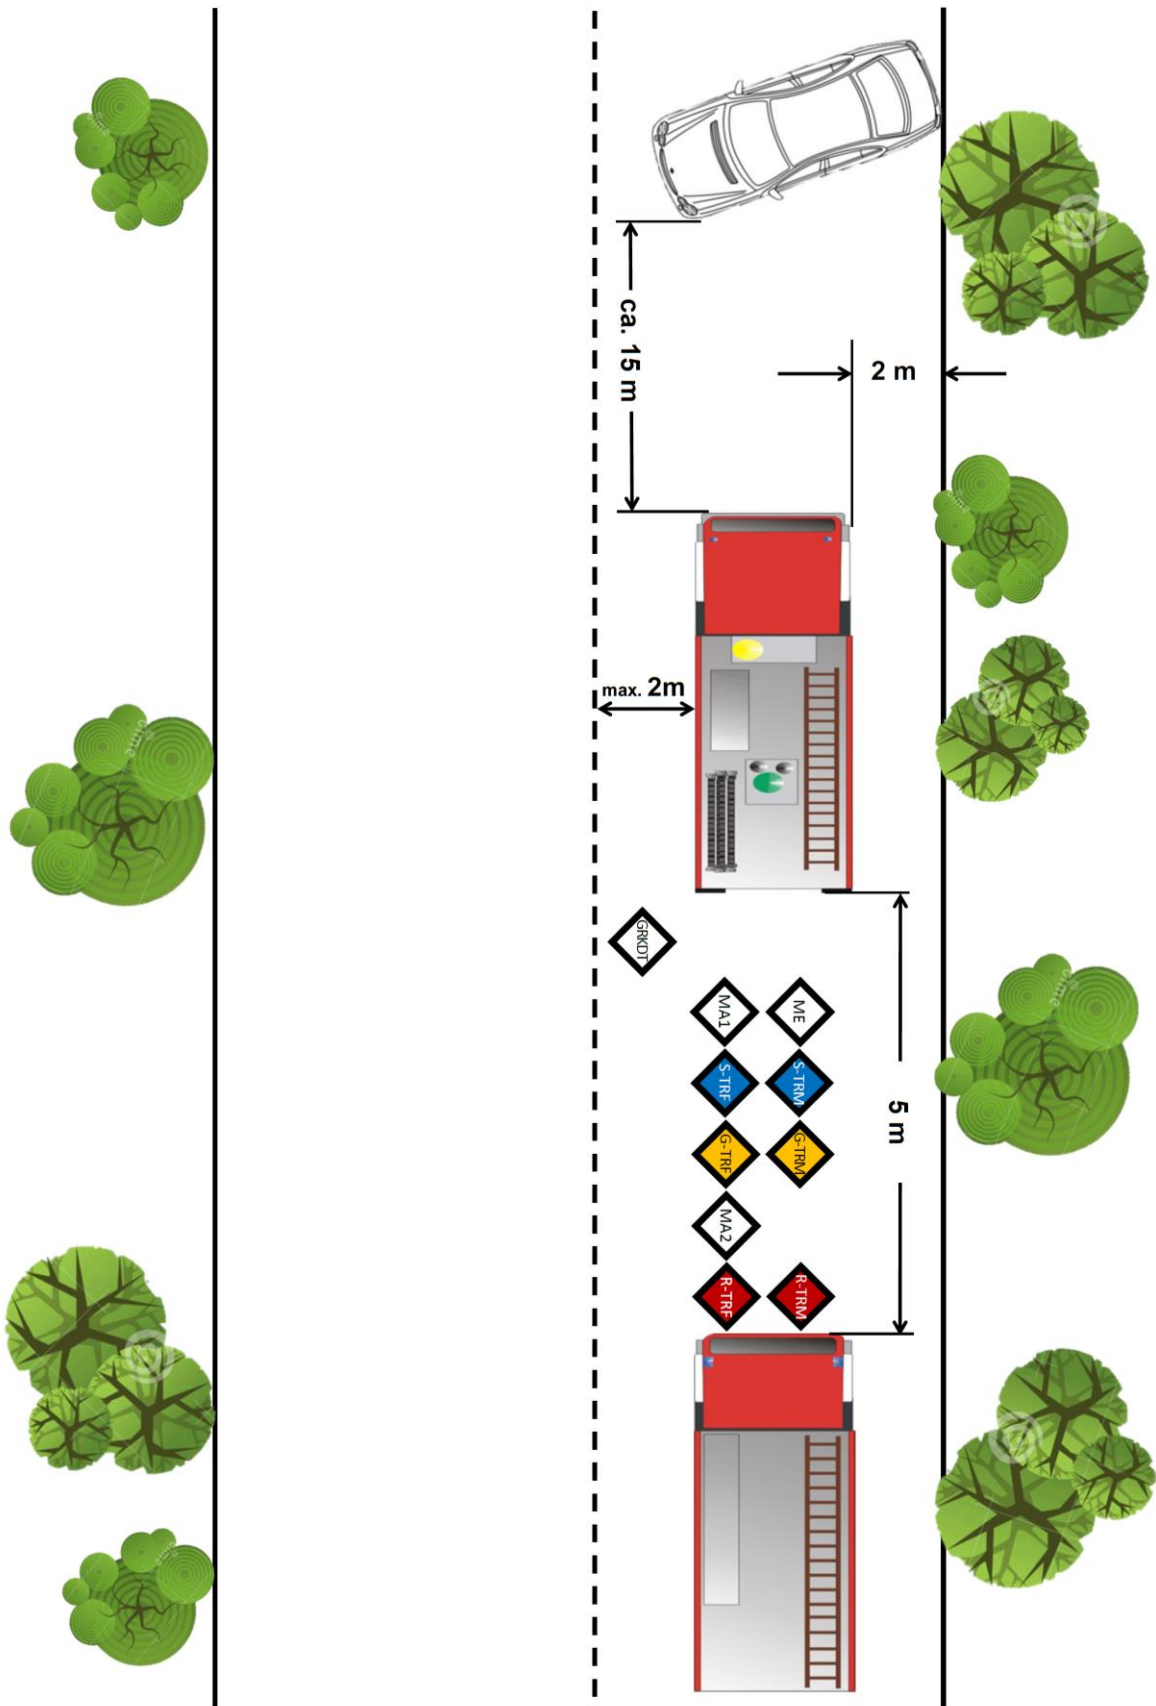 ca. 15 m
2 m
max. 2m
GRKDT
MA1
ME
S-TRF
S-TRM
5 m
G-TRF
G-TRM
MA2
R-TRF
R-TRM